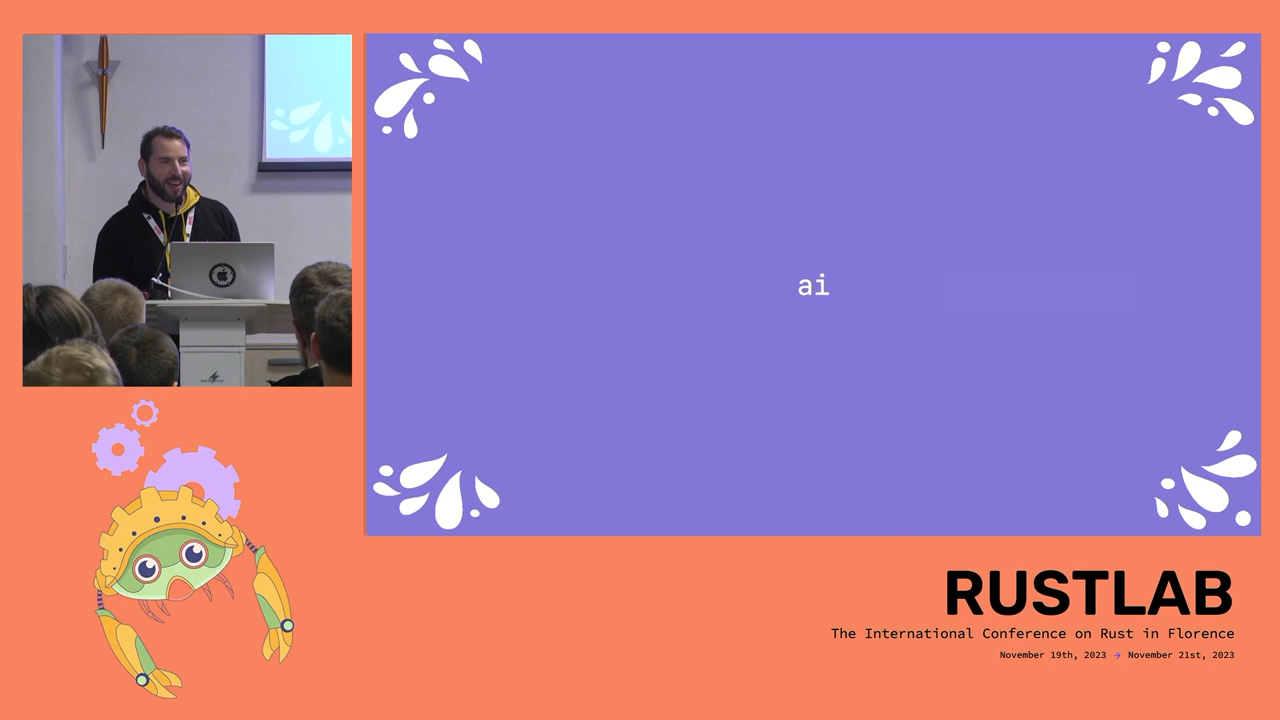 ai
RUSTLAB
The International Conference on Rust in Florence
November 19th, 2023 → November 21st, 2023